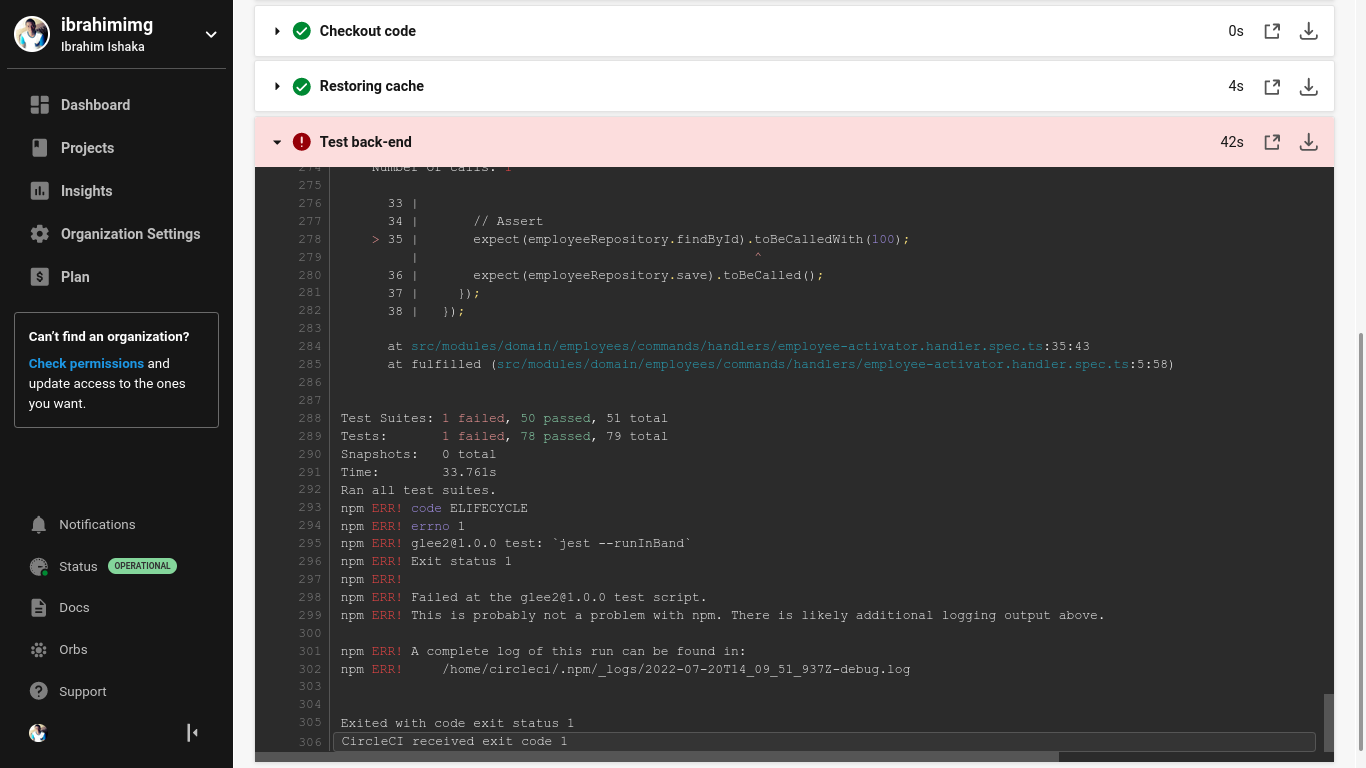 ibrahimimg
Ibrahim Ishaka
Dashboard
Projects
Insights
Organization Settings
Plan
Can't find an organization?
Check permissions and
update access to the ones
you want.
Notifications
Status OPERATIONAL
Docs
Orbs
Support
Checkout code 0s
Restoring cache 4s
Test back-end 42s
274 Number of calls: 1
275
276 33 |
277 34 | // Assert
278 > 35 | expect(employeeRepository.findById).toBeCalledWith(100);
279 | ^
280 36 | expect(employeeRepository.save).toBeCalled();
281 37 | });
282 38 | });
283
284 at src/modules/domain/employees/commands/handlers/employee-activator.handler.spec.ts:35:43
285 at fulfilled (src/modules/domain/employees/commands/handlers/employee-activator.handler.spec.ts:5:58)
286
287
288 Test Suites: 1 failed, 50 passed, 51 total
289 Tests: 1 failed, 78 passed, 79 total
290 Snapshots: 0 total
291 Time: 33.761s
292 Ran all test suites.
293 npm ERR! code ELIFECYCLE
294 npm ERR! errno 1
295 npm ERR! glee2@1.0.0 test: `jest --runInBand`
296 npm ERR! Exit status 1
297 npm ERR!
298 npm ERR! Failed at the glee2@1.0.0 test script.
299 npm ERR! This is probably not a problem with npm. There is likely additional logging output above.
300
301 npm ERR! A complete log of this run can be found in:
302 npm ERR! /home/circleci/.npm/_logs/2022-07-20T14_09_51_937Z-debug.log
303
304
305 Exited with code exit status 1
306 CircleCI received exit code 1